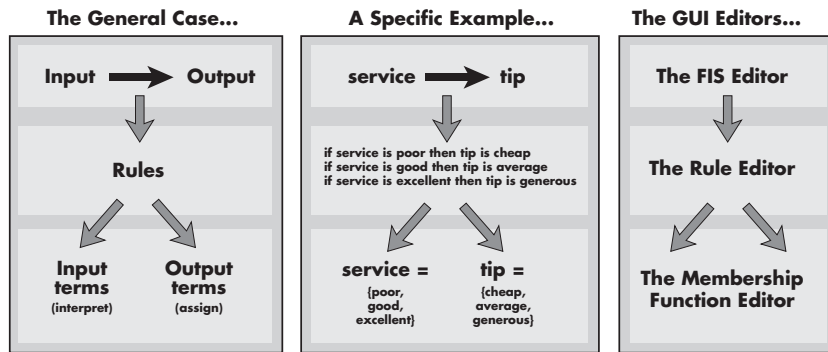 The General Case...
Input Output
Rules
Input
terms
(interpret)
Output
terms
(assign)
A Specific Example...
service tip
if service is poor then tip is cheap
if service is good then tip is average
if service is excellent then tip is generous
service =
{poor,
good,
excellent}
tip =
{cheap,
average,
generous}
The GUI Editors...
The FIS Editor
The Rule Editor
The Membership
Function Editor